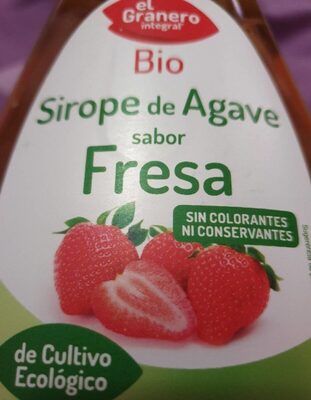 el
Granero
integral
Bio
Sirope de Agave
sabor
Fresa
SIN COLORANTES
NI CONSERVANTES
de Cultivo
Ecológico